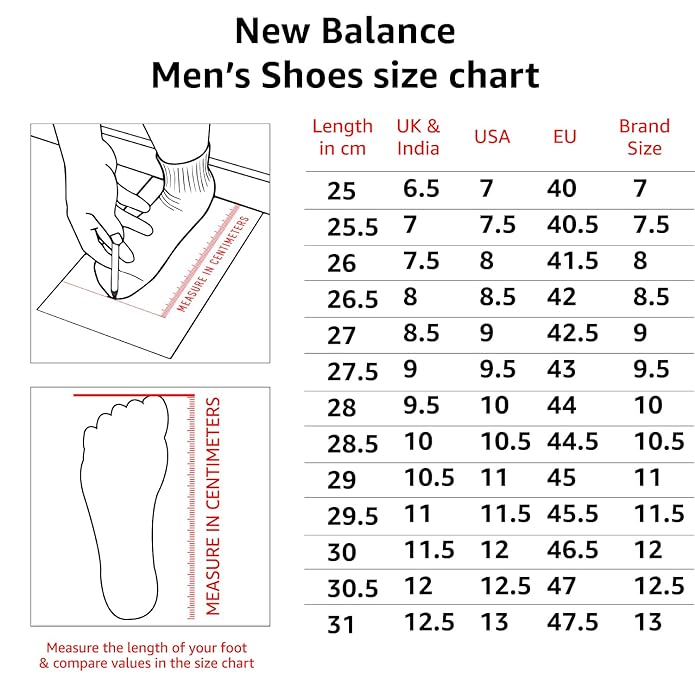 New Balance
Men’s Shoes size chart
MEASURE IN CENTIMETERS
MEASURE IN CENTIMETERS
Measure the length of your foot
& compare values in the size chart
Length in cm UK & India USA EU Brand Size
25 6.5 7 40 7
25.5 7 7.5 40.5 7.5
26 7.5 8 41.5 8
26.5 8 8.5 42 8.5
27 8.5 9 42.5 9
27.5 9 9.5 43 9.5
28 9.5 10 44 10
28.5 10 10.5 44.5 10.5
29 10.5 11 45 11
29.5 11 11.5 45.5 11.5
30 11.5 12 46.5 12
30.5 12 12.5 47 12.5
31 12.5 13 47.5 13